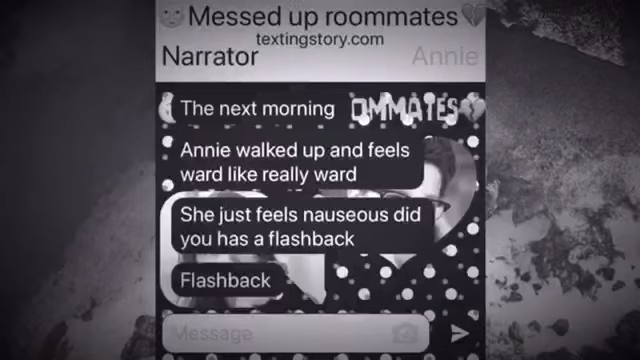 Messed up roommates
textingstory.com
Narrator
Annie
The next morning
OMMATES
Annie walked up and feels
ward like really ward
She just feels nauseous did
you has a flashback
Flashback
Message